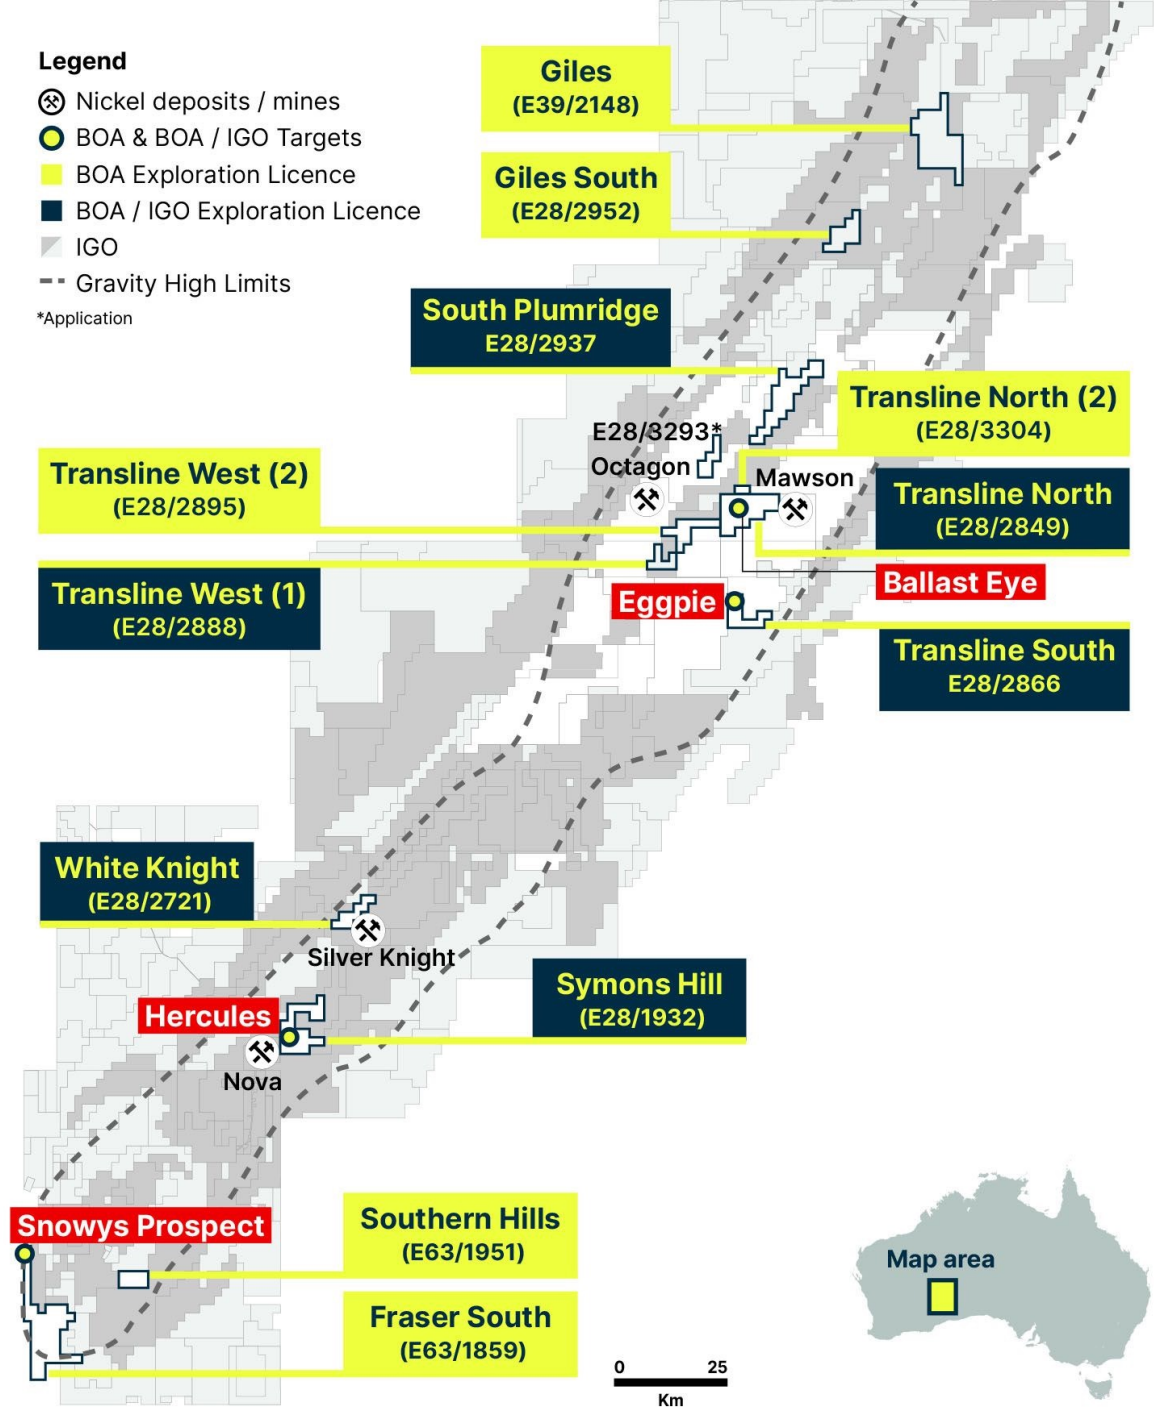 Legend
Nickel deposits / mines
BOA & BOA / IGO Targets
BOA Exploration Licence
BOA / IGO Exploration Licence
IGO
Gravity High Limits
*Application
Giles
(E39/2148)
Giles South
(E28/2952)
South Plumridge
E28/2937
Transline North (2)
(E28/3304)
E28/3293*
Octagon
Mawson
Transline West (2)
(E28/2895)
Transline North
(E28/2849)
Transline West (1)
(E28/2888)
Ballast Eye
Eggpie
Transline South
E28/2866
White Knight
(E28/2721)
Silver Knight
Symons Hill
(E28/1932)
Hercules
Nova
Snowys Prospect
Southern Hills
(E63/1951)
Fraser South
(E63/1859)
Map area
0 25
Km